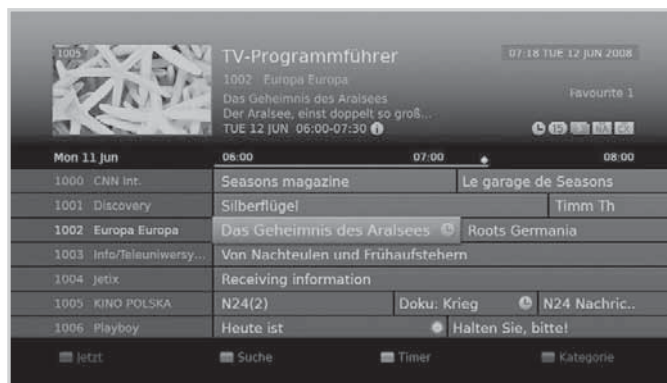 1005
TV-Programmführer
07:18 TUE 12 JUN 2008
1002 Europa Europa
Das Geheimnis des Aralsees
Favourite 1
Der Aralsee, einst doppelt so groß...
TUE 12 JUN 06:00-07:30
Mon 11 Jun 06:00 07:00 08:00
1000 CNN Int. Seasons magazine Le garage de Seasons
1001 Discovery Silberflügel Timm Th
1002 Europa Europa Das Geheimnis des Aralsees Roots Germania
1003 Info/Teleuniwersy... Von Nachteulen und Frühaufstehern
1004 Jetix Receiving information
1005 KINO POLSKA N24(2) Doku: Krieg N24 Nachric..
1006 Playboy Heute ist Halten Sie, bitte!
Jetzt Suche Timer Kategorie